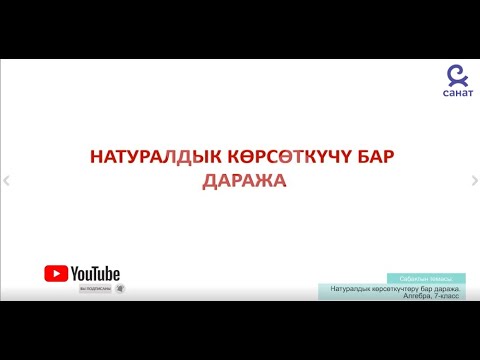 санат
НАТУРАЛДЫК КӨРСӨТКҮЧҮ БАР
ДАРАЖА
YouTube
ВЫ ПОДПИСАНЫ
Сабактын темасы
Натуралдык көрсөткүчтөрү бар даража.
Алгебра, 7-класс